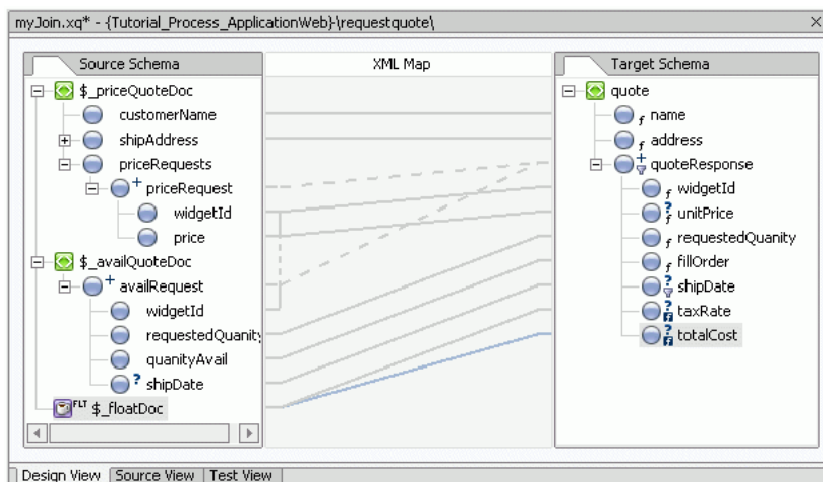 myJoin.xq* - {Tutorial_Process_ApplicationWeb}\requestquote\
Source Schema
$_priceQuoteDoc
customerName
shipAddress
priceRequests
priceRequest
widgetId
price
$_availQuoteDoc
availRequest
widgetId
requestedQuanity
quanityAvail
shipDate
FLT $_floatDoc
XML Map
Target Schema
quote
name
address
quoteResponse
widgetId
unitPrice
requestedQuanity
fillOrder
shipDate
taxRate
totalCost
Design View Source View Test View